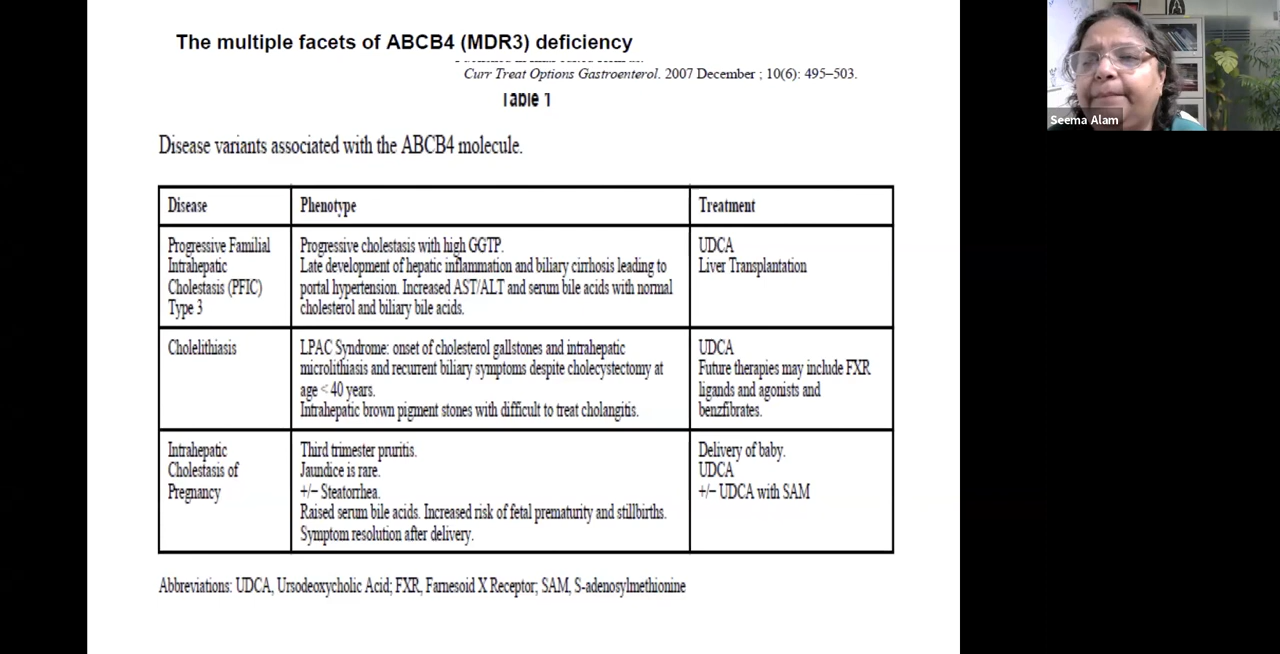 The multiple facets of ABCB4 (MDR3) deficiency
Curr Treat Options Gastroenterol. 2007 December ; 10(6): 495–503.
Table 1
Disease variants associated with the ABCB4 molecule.
Disease Phenotype Treatment
Progressive Familial
Intrahepatic
Cholestasis (PFIC)
Type 3
Progressive cholestasis with high GGTP.
Late development of hepatic inflammation and biliary cirrhosis leading to
portal hypertension. Increased AST/ALT and serum bile acids with normal
cholesterol and biliary bile acids.
UDCA
Liver Transplantation
Cholelithiasis
LPAC Syndrome: onset of cholesterol gallstones and intrahepatic
microlithiasis and recurrent biliary symptoms despite cholecystectomy at
age < 40 years.
Intrahepatic brown pigment stones with difficult to treat cholangitis.
UDCA
Future therapies may include FXR
ligands and agonists and
benzfibrates.
Intrahepatic
Cholestasis of
Pregnancy
Third trimester pruritis.
Jaundice is rare.
+/− Steatorrhea.
Raised serum bile acids. Increased risk of fetal prematurity and stillbirths.
Symptom resolution after delivery.
Delivery of baby.
UDCA
+/− UDCA with SAM
Abbreviations: UDCA, Ursodeoxycholic Acid; FXR, Farnesoid X Receptor; SAM, S-adenosylmethionine
Seema Alam